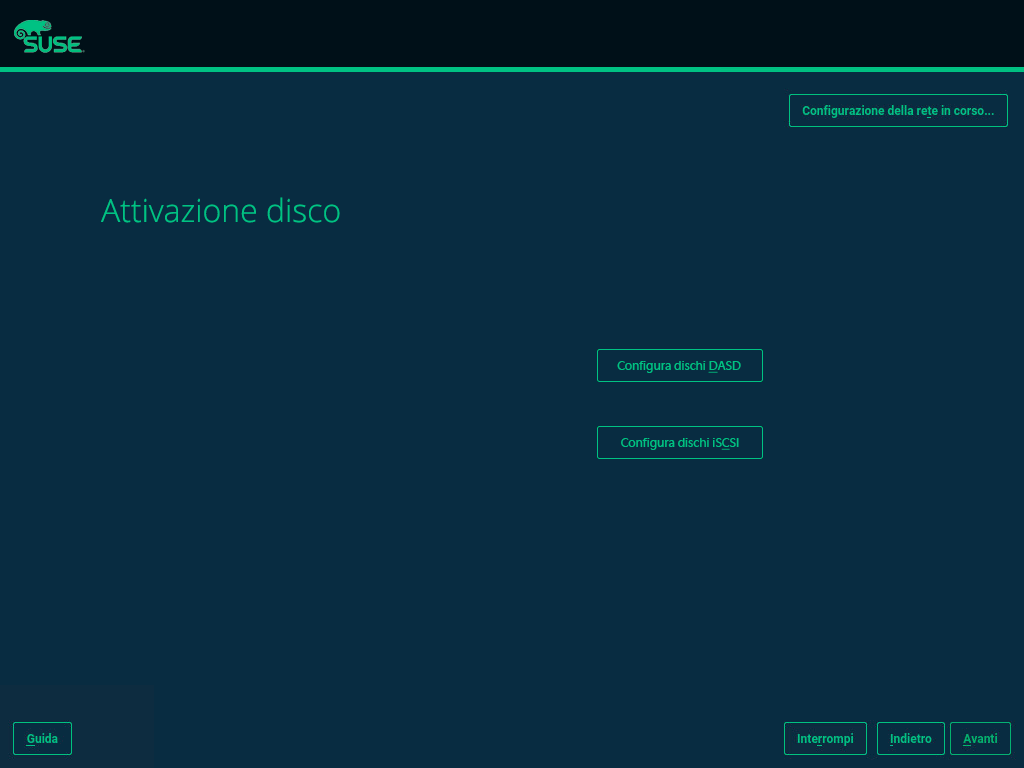 SUSE
Configurazione della rete in corso...
Attivazione disco
Configura dischi DASD
Configura dischi iSCSI
Guida
Interrompi
Indietro
Avanti